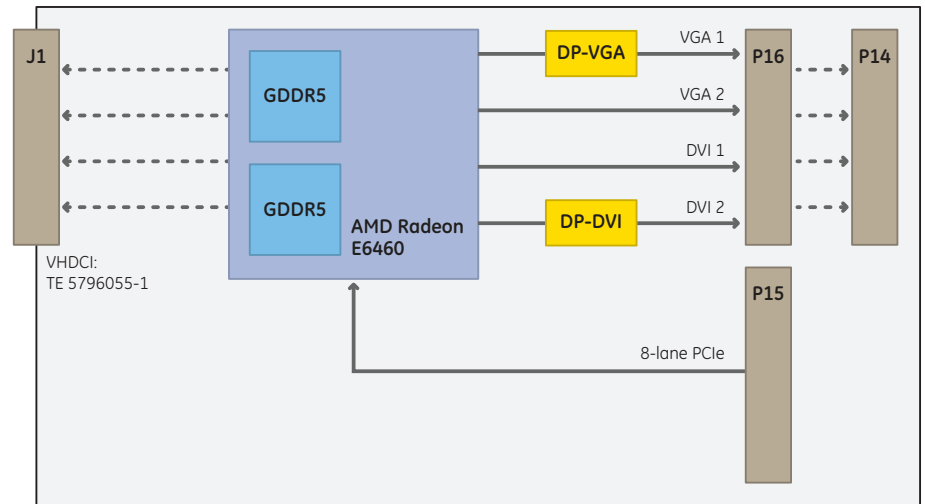 J1
GDDR5
GDDR5
AMD Radeon
E6460
DP-VGA
VGA 1
VGA 2
DVI 1
DP-DVI
DVI 2
P16
P14
VHDCI:
TE 5796055-1
P15
8-lane PCIe